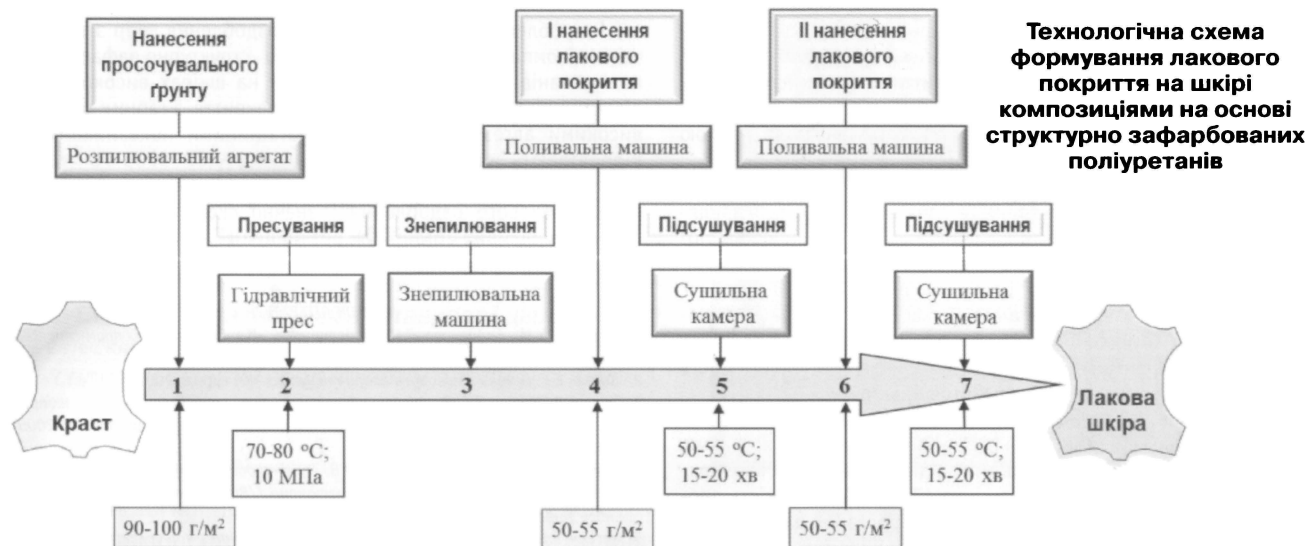 Технологічна схема
формування лакового
покриття на шкірі
композиціями на основі
структурно зафарбованих
поліуретанів
Нанесення
просочувального
ґрунту
І нанесення
лакового
покриття
ІІ нанесення
лакового
покриття
Розпилювальний агрегат
Поливальна машина
Поливальна машина
Пресування
Знепилювання
Підсушування
Підсушування
Гідравлічний
прес
Знепилювальна
машина
Сушильна
камера
Сушильна
камера
Краст
1
2
3
4
5
6
7
Лакова
шкіра
70-80 °С;
10 МПа
50-55 °С;
15-20 хв
50-55 °С;
15-20 хв
90-100 г/м²
50-55 г/м²
50-55 г/м²